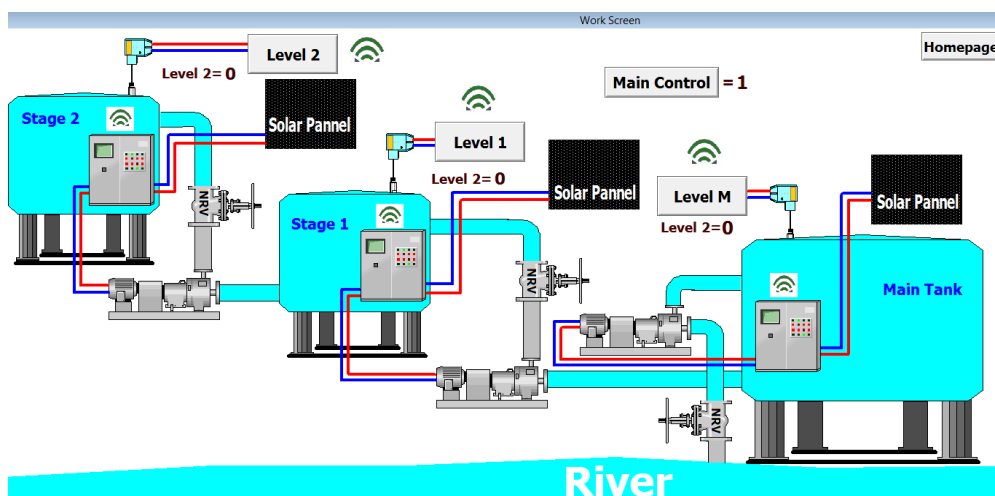 Work Screen
Homepage
Level 2
Level 2= 0
Main Control = 1
Stage 2
Solar Pannel
Level 1
Level 2= 0
Solar Pannel
Level M
Level 2= 0
Solar Pannel
NRV
Stage 1
NRV
Main Tank
NRV
River